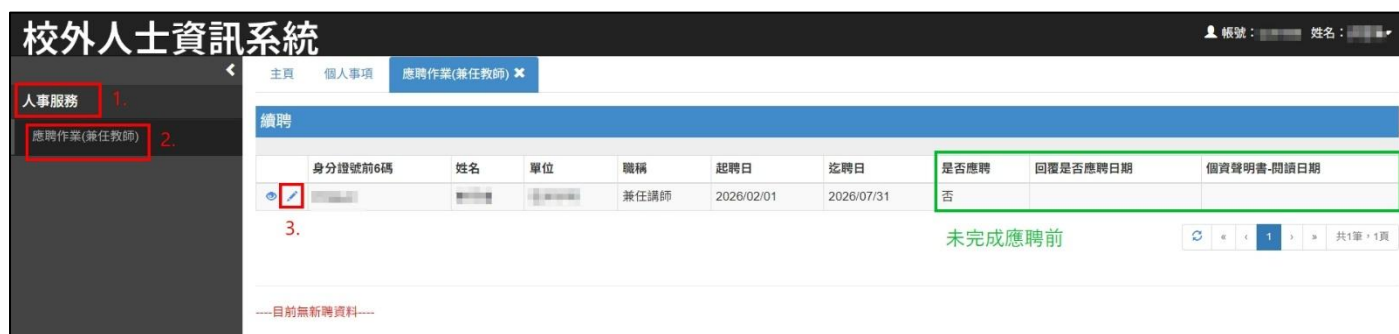 校外人士資訊系統
帳號： 姓名：
主頁 個人事項 應聘作業(兼任教師) ✖
人事服務 1.
應聘作業(兼任教師) 2.
續聘
身分證號前6碼 姓名 單位 職稱 起聘日 迄聘日 是否應聘 回覆是否應聘日期 個資聲明書-閱讀日期
兼任講師 2026/02/01 2026/07/31 否
3.
未完成應聘前
« ‹ 1 › » 共1筆，1頁
----目前無新聘資料----